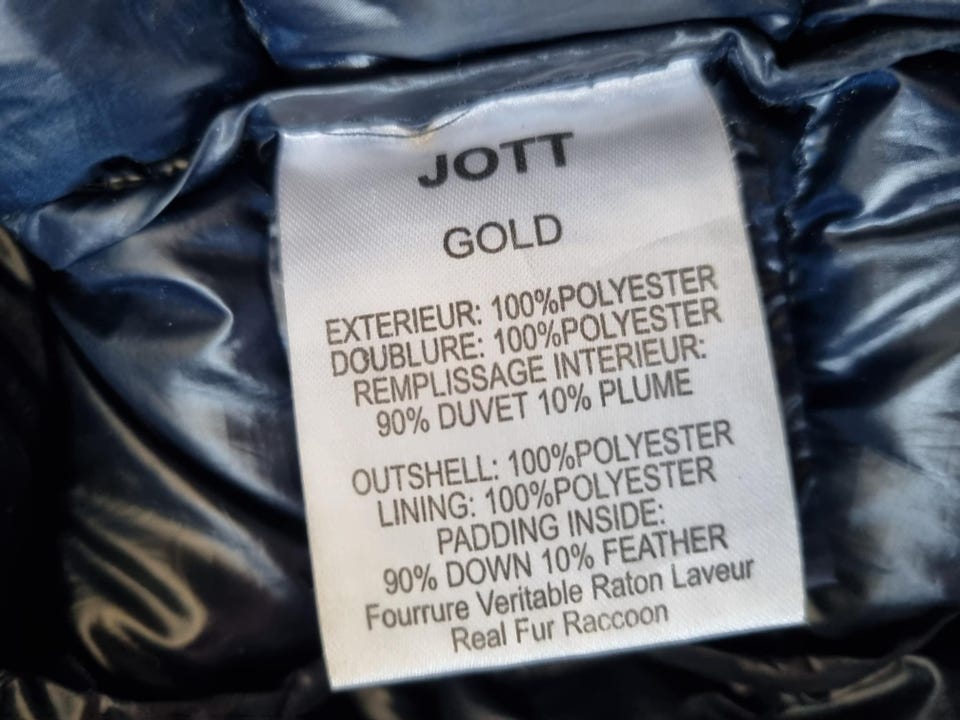 JOTT
GOLD
EXTERIEUR: 100%POLYESTER
DOUBLURE: 100%POLYESTER
REMPLISSAGE INTERIEUR:
90% DUVET 10% PLUME
OUTSHELL: 100%POLYESTER
LINING: 100%POLYESTER
PADDING INSIDE:
90% DOWN 10% FEATHER
Fourrure Veritable Raton Laveur
Real Fur Raccoon